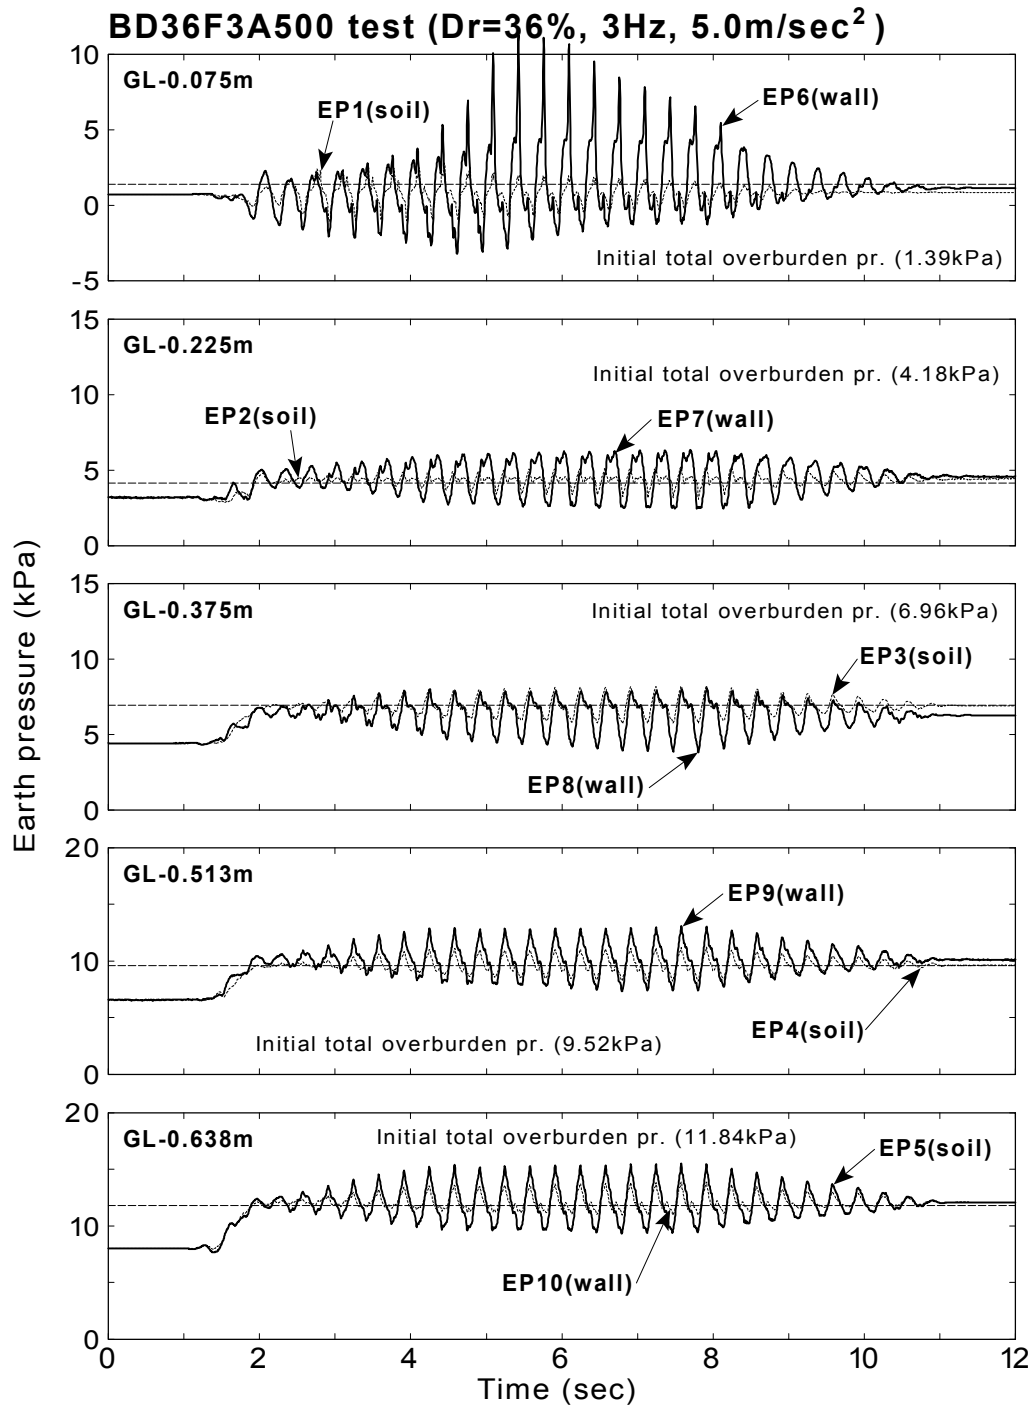 BD36F3A500 test (Dr=36%, 3Hz, 5.0m/sec²)
10
GL-0.075m
EP1(soil)
EP6(wall)
5
0
Initial total overburden pr. (1.39kPa)
-5
15
GL-0.225m
Initial total overburden pr. (4.18kPa)
10
EP2(soil)
EP7(wall)
5
0
15
GL-0.375m
Initial total overburden pr. (6.96kPa)
10
EP3(soil)
5
EP8(wall)
0
20
GL-0.513m
EP9(wall)
10
EP4(soil)
Initial total overburden pr. (9.52kPa)
0
20
GL-0.638m
Initial total overburden pr. (11.84kPa)
EP5(soil)
10
EP10(wall)
0
0 2 4 6 8 10 12
Time (sec)
Earth pressure (kPa)